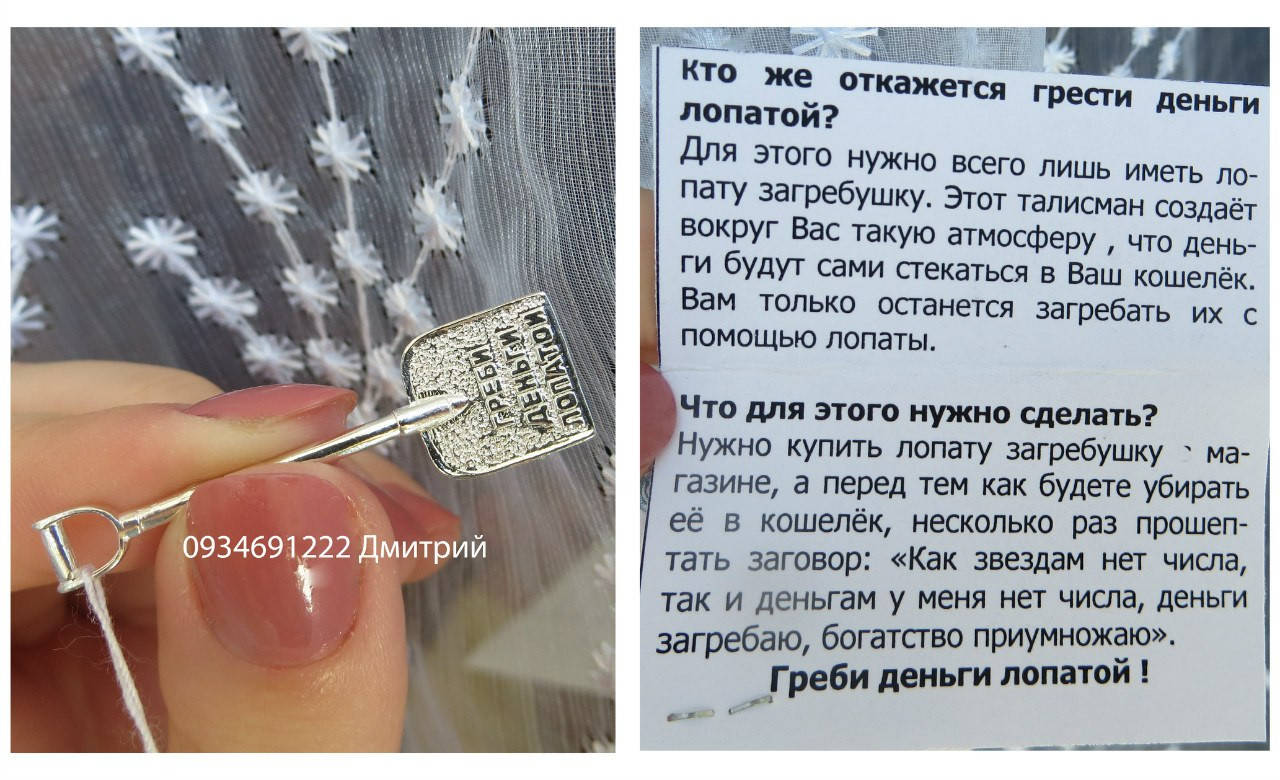 ГРЕБИ
ДЕНЬГИ
ЛОПАТОЙ
0934691222 Дмитрий
Кто же откажется грести деньги
лопатой?
Для этого нужно всего лишь иметь ло-
пату загребушку. Этот талисман создаёт
вокруг Вас такую атмосферу , что день-
ги будут сами стекаться в Ваш кошелёк.
Вам только останется загребать их с
помощью лопаты.
Что для этого нужно сделать?
Нужно купить лопату загребушку ма-
газине, а перед тем как будете убирать
её в кошелёк, несколько раз прошеп-
тать заговор: «Как звездам нет числа,
так и деньгам у меня нет числа, деньги
загребаю, богатство приумножаю».
Греби деньги лопатой !